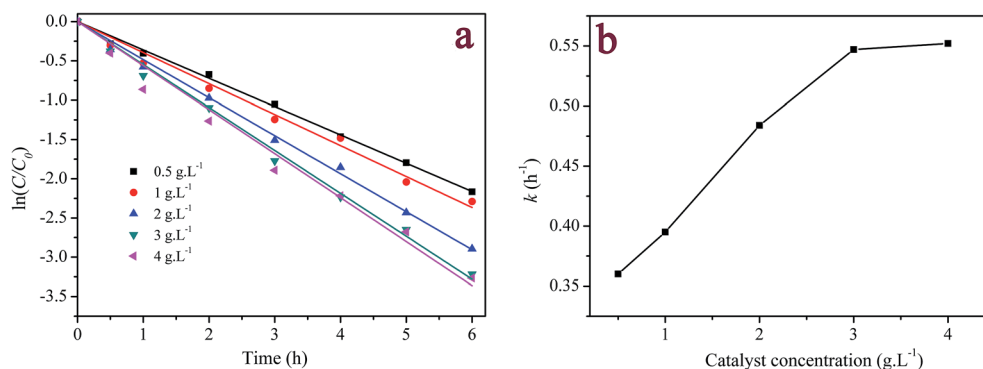 a
0.0
-0.5
-1.0
-1.5
-2.0
-2.5
-3.0
-3.5
ln(C/C₀)
0.5 g.L⁻¹
1 g.L⁻¹
2 g.L⁻¹
3 g.L⁻¹
4 g.L⁻¹
0 1 2 3 4 5 6
Time (h)
b
0.55
0.50
0.45
0.40
0.35
k (h⁻¹)
1 2 3 4
Catalyst concentration (g.L⁻¹)